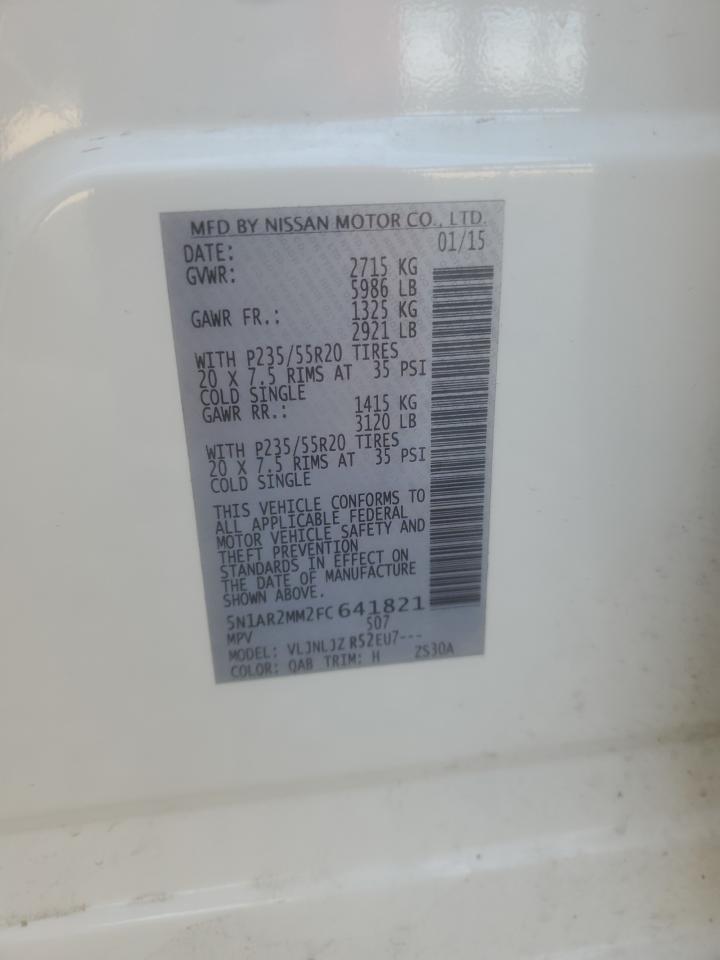 MFD BY NISSAN MOTOR CO., LTD.
DATE: 01/15
GVWR: 2715 KG
5986 LB
GAWR FR.: 1325 KG
2921 LB
WITH P235/55R20 TIRES
20 X 7.5 RIMS AT 35 PSI
COLD SINGLE
GAWR RR.: 1415 KG
3120 LB
WITH P235/55R20 TIRES
20 X 7.5 RIMS AT 35 PSI
COLD SINGLE
THIS VEHICLE CONFORMS TO
ALL APPLICABLE FEDERAL
MOTOR VEHICLE SAFETY AND
THEFT PREVENTION
STANDARDS IN EFFECT ON
THE DATE OF MANUFACTURE
SHOWN ABOVE.
5N1AR2MM2FC641821
MPV 507
MODEL: VLJNLJZ R52EU7---
COLOR: QAB TRIM: H ZS30A